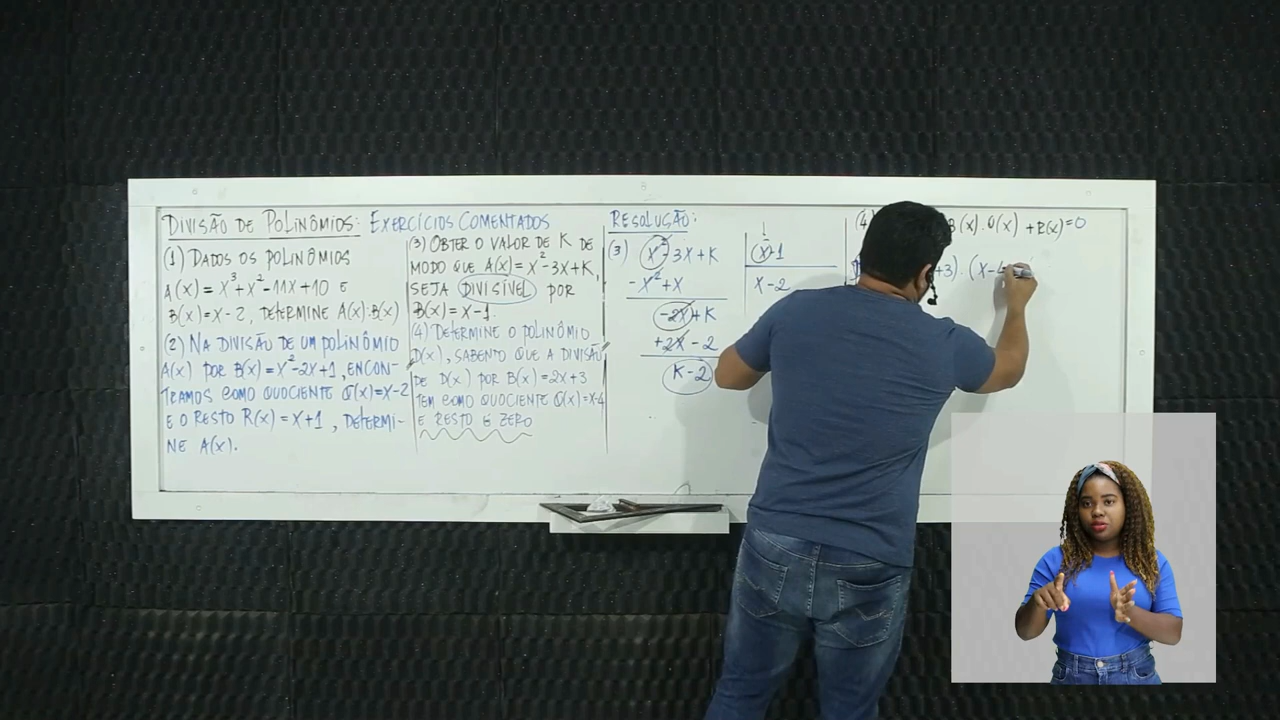 DIVISÃO DE POLINÔMIOS: EXERCÍCIOS COMENTADOS
(1) DADOS OS POLINÔMIOS
A(x) = x³+x²-11x+10 E
B(x)=x-2, DETERMINE A(x):B(x)
(2) NA DIVISÃO DE UM POLINÔMIO
A(x) POR B(x)=x²-2x+1, ENCON-
TRAMOS COMO QUOCIENTE Q(x)=x-2
E O RESTO R(x)=x+1, DETERMI-
NE A(x).
(3) OBTER O VALOR DE K DE
MODO QUE A(x)=x²-3x+K,
SEJA DIVISÍVEL POR
B(x)=x-1.
(4) DETERMINE O POLINÔMIO
D(x), SABENDO QUE A DIVISÃO
DE D(x) POR B(x)=2x+3
TEM COMO QUOCIENTE Q(x)=x-4
E RESTO É ZERO
RESOLUÇÃO:
(3) x²-3x+K
-x²+x
-2x+K
+2x-2
K-2
x-1
x-2
(4) B(x).Q(x)+R(x)=0
+3).(x-4